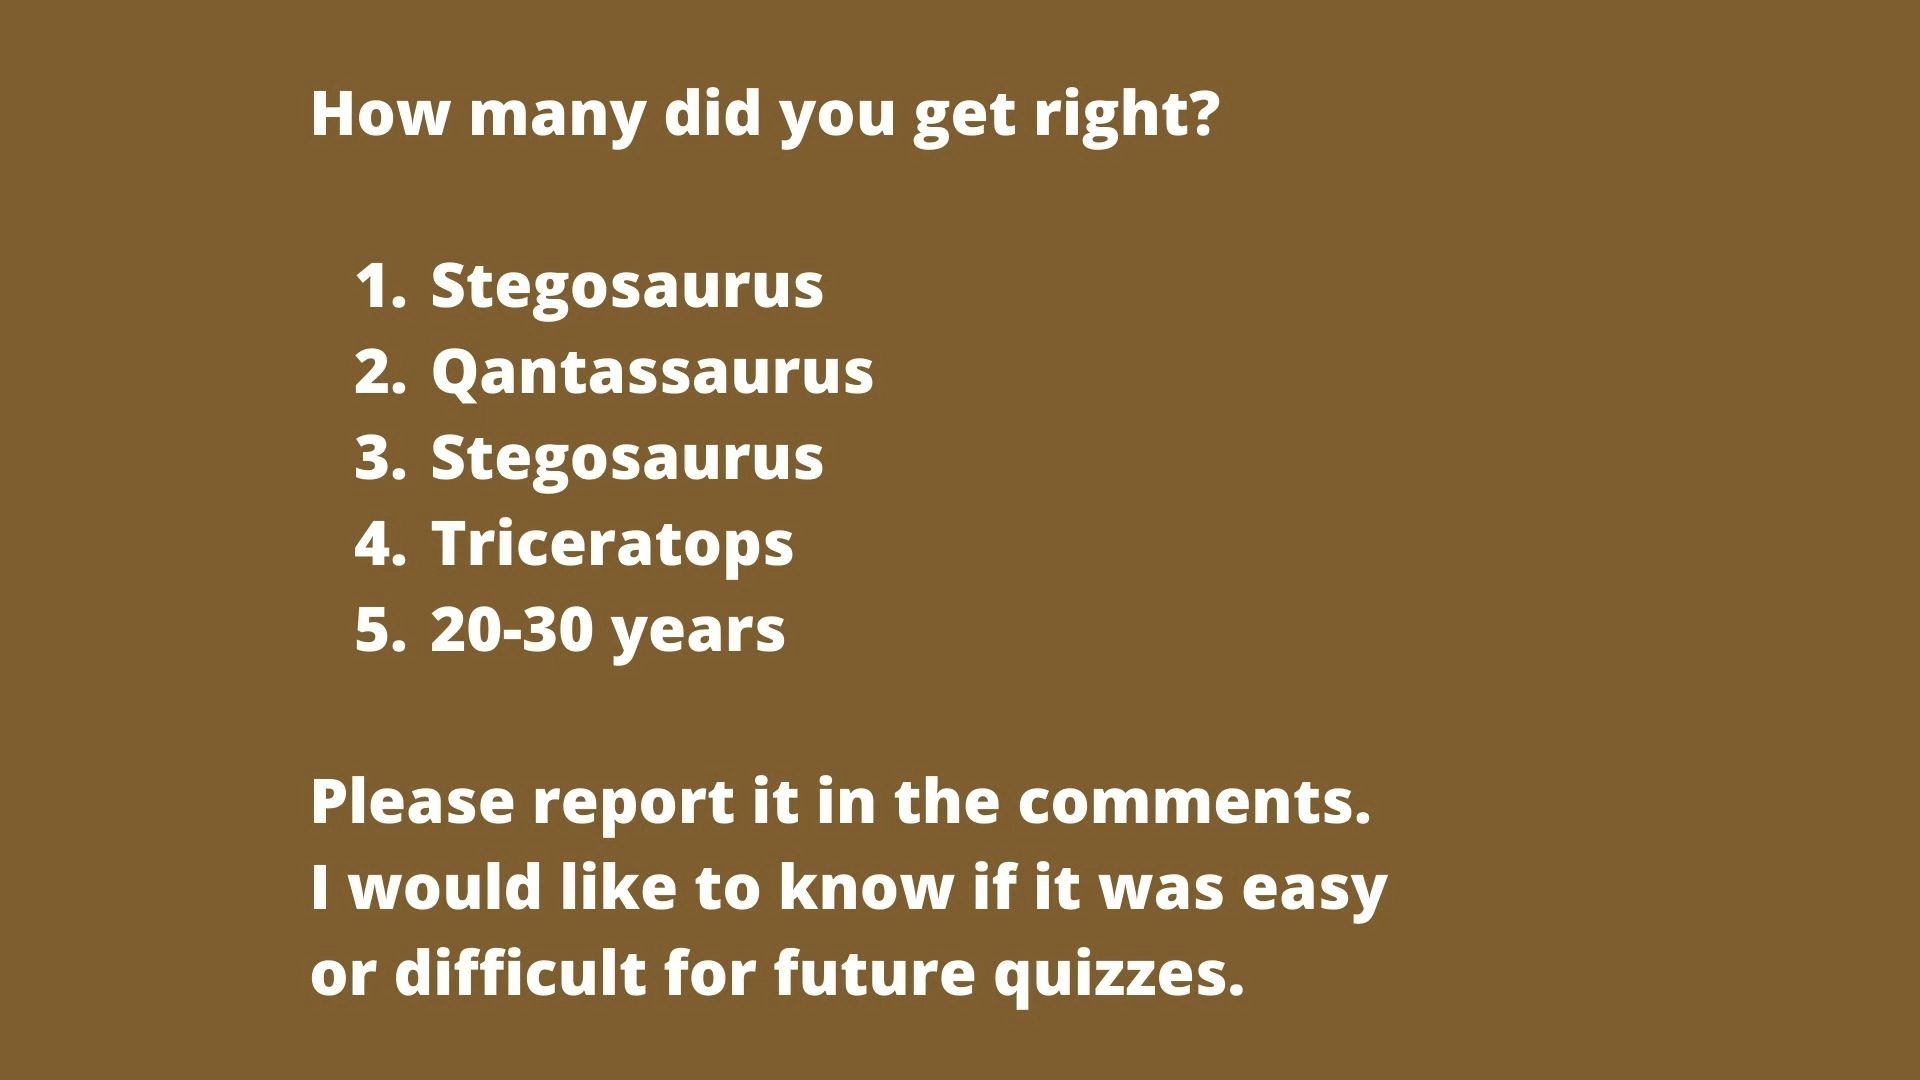 How many did you get right?
1. Stegosaurus
2. Qantassaurus
3. Stegosaurus
4. Triceratops
5. 20-30 years
Please report it in the comments.
I would like to know if it was easy
or difficult for future quizzes.